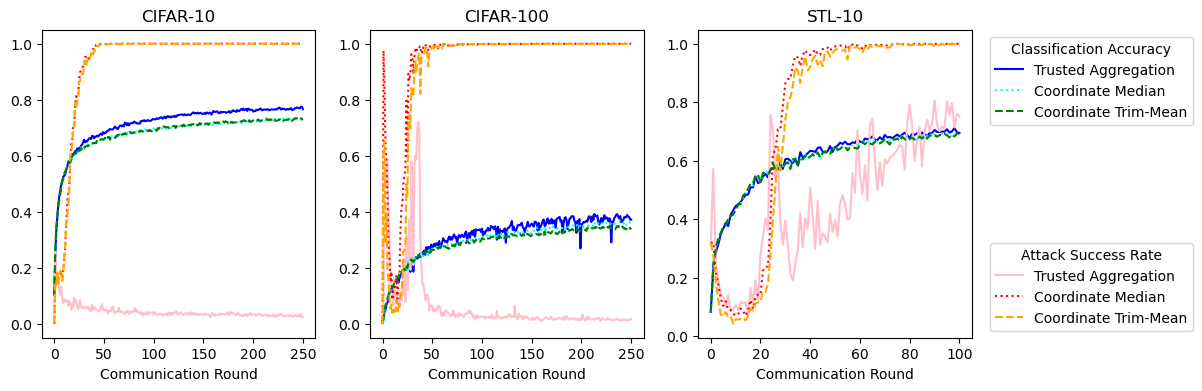 CIFAR-10
1.0
0.8
0.6
0.4
0.2
0.0
0 50 100 150 200 250
Communication Round
CIFAR-100
1.0
0.8
0.6
0.4
0.2
0.0
0 50 100 150 200 250
Communication Round
STL-10
1.0
0.8
0.6
0.4
0.2
0.0
0 20 40 60 80 100
Communication Round
Classification Accuracy
Trusted Aggregation
Coordinate Median
Coordinate Trim-Mean
Attack Success Rate
Trusted Aggregation
Coordinate Median
Coordinate Trim-Mean